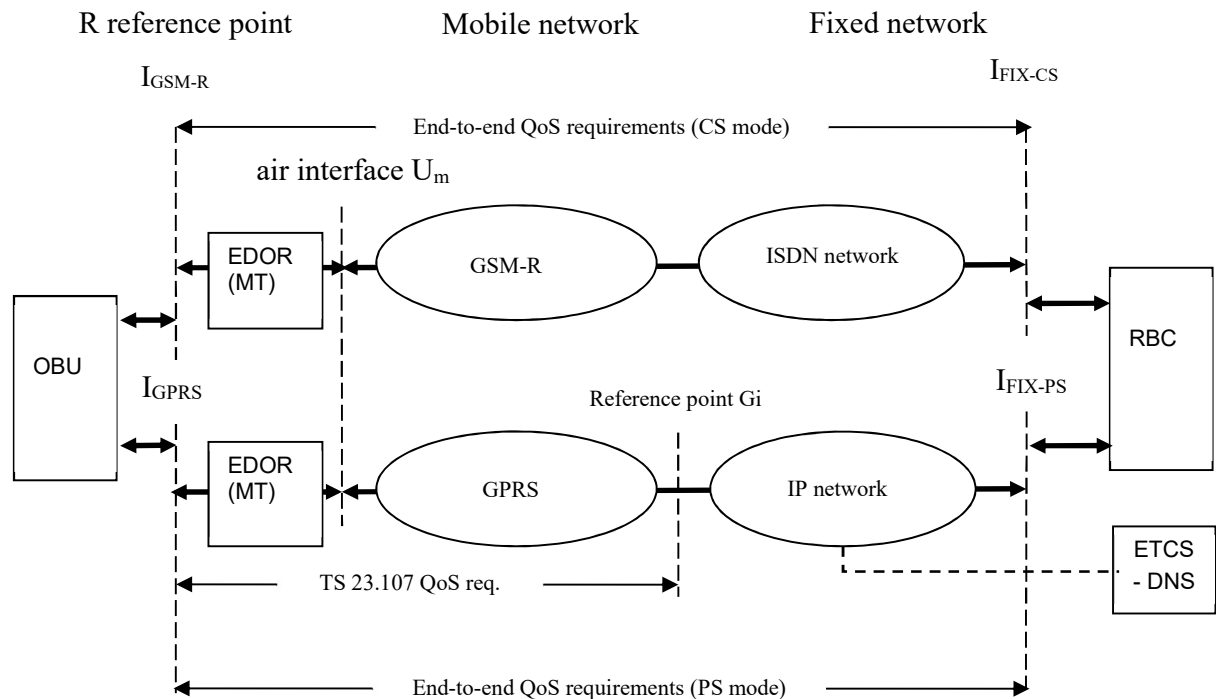 R reference point
Mobile network
Fixed network
IGSM-R
IFIX-CS
End-to-end QoS requirements (CS mode)
air interface Um
EDOR
(MT)
GSM-R
ISDN network
OBU
RBC
IGPRS
IFIX-PS
Reference point Gi
EDOR
(MT)
GPRS
IP network
ETCS
- DNS
TS 23.107 QoS req.
End-to-end QoS requirements (PS mode)